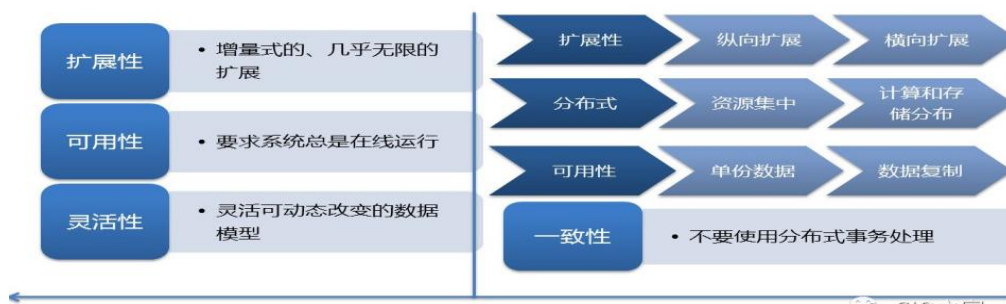 扩展性
• 增量式的、几乎无限的
扩展
可用性
• 要求系统总是在线运行
灵活性
• 灵活可动态改变的数据
模型
扩展性 纵向扩展 横向扩展
分布式 资源集中 计算和存
储分布
可用性 单份数据 数据复制
一致性
• 不要使用分布式事务处理